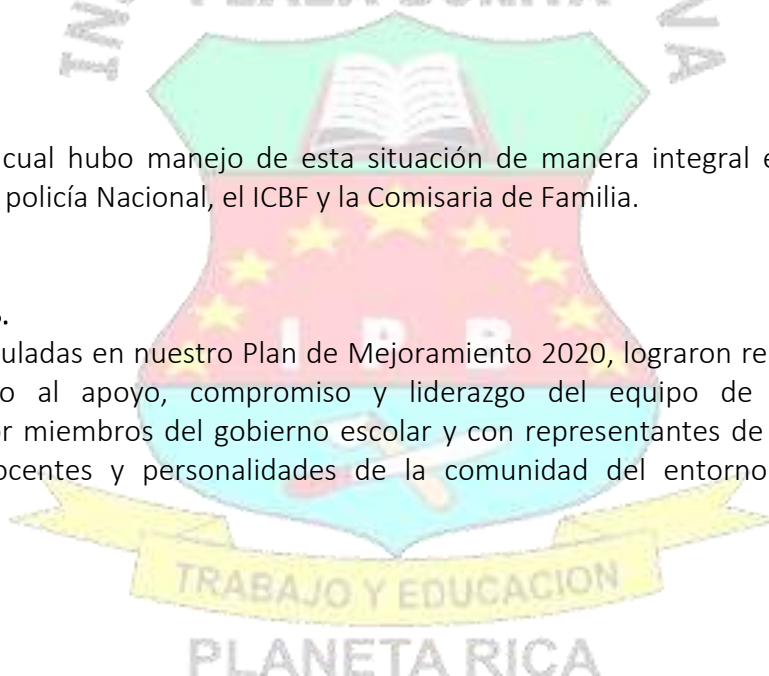 cual hubo manejo de esta situación de manera integral e
policía Nacional, el ICBF y la Comisaria de Familia.
.
uladas en nuestro Plan de Mejoramiento 2020, lograron re
o al apoyo, compromiso y liderazgo del equipo de
r miembros del gobierno escolar y con representantes de
ocentes y personalidades de la comunidad del entorno
I P B
TRABAJO Y EDUCACION
PLANETA RICA